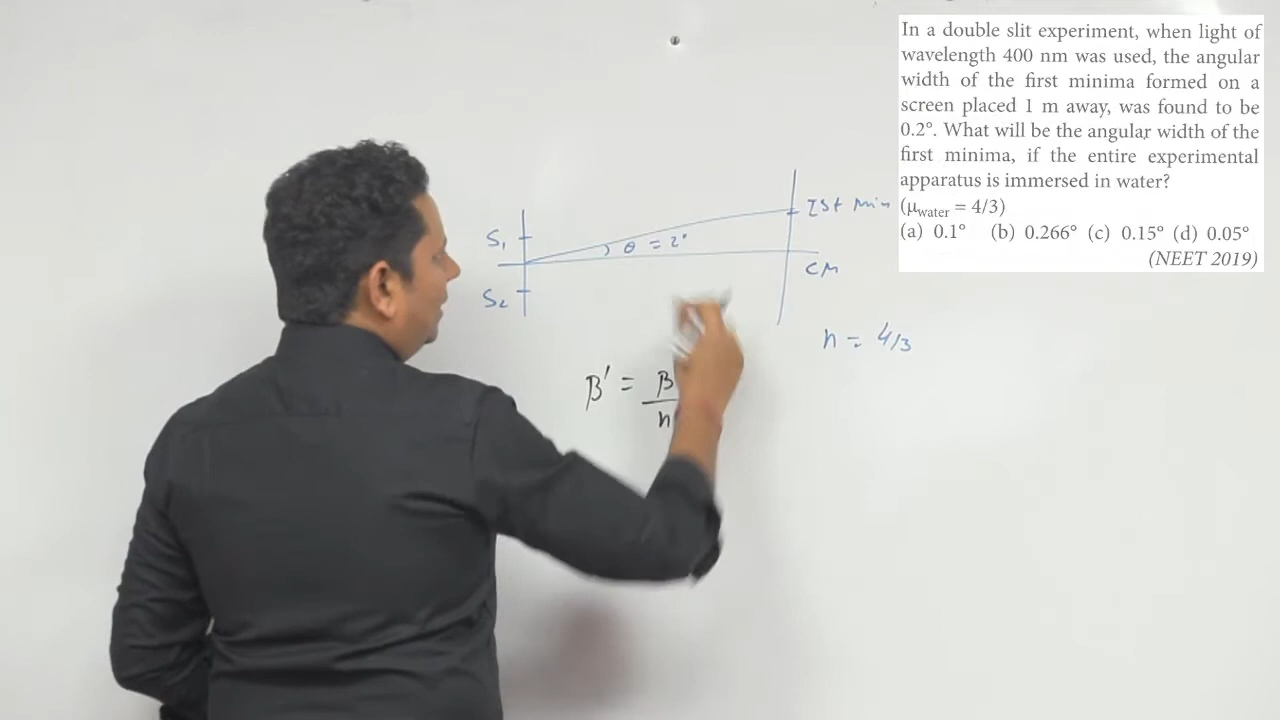 In a double slit experiment, when light of
wavelength 400 nm was used, the angular
width of the first minima formed on a
screen placed 1 m away, was found to be
0.2°. What will be the angular width of the
first minima, if the entire experimental
apparatus is immersed in water?
(μwater = 4/3)
(a) 0.1° (b) 0.266° (c) 0.15° (d) 0.05°
(NEET 2019)
S1
S2
θ = 2°
Ist Min
CM
n = 4/3
β' = β/n